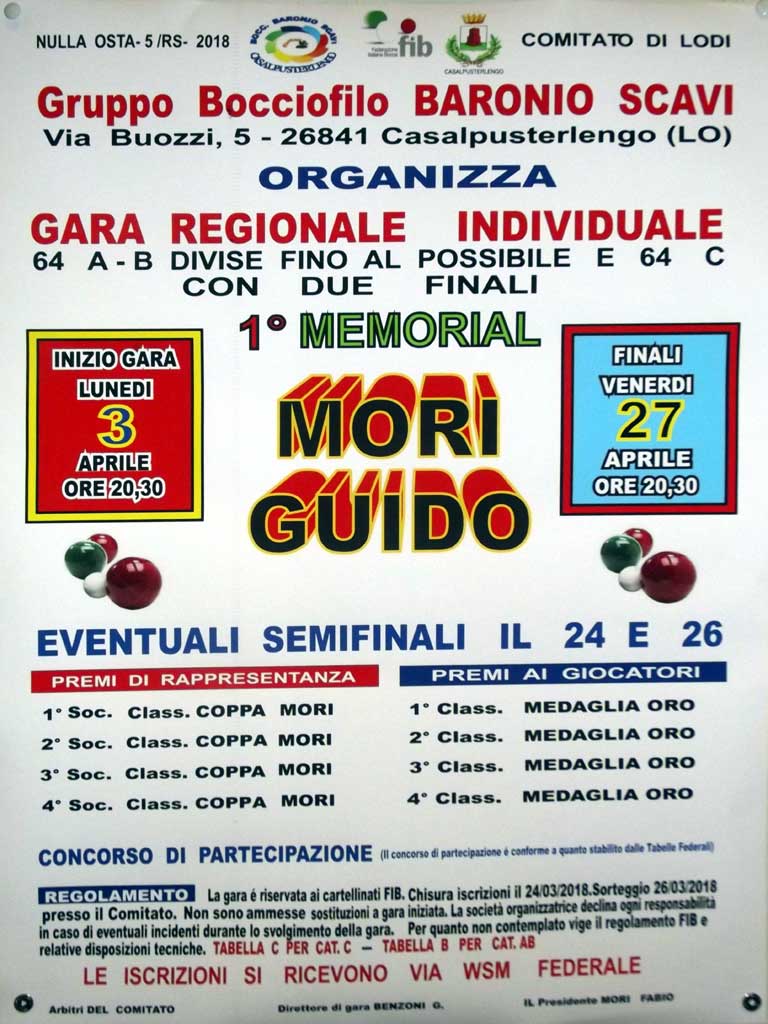 NULLA OSTA- 5 /RS- 2018
BOCC. BARONIO SCAVI
CASALPUSTERLENGO
Federazione
Italiana Bocce
fib
CASALPUSTERLENGO
COMITATO DI LODI
Gruppo Bocciofilo BARONIO SCAVI
Via Buozzi, 5 - 26841 Casalpusterlengo (LO)
ORGANIZZA
GARA REGIONALE INDIVIDUALE
64 A - B DIVISE FINO AL POSSIBILE E 64 C
CON DUE FINALI
1° MEMORIAL
INIZIO GARA
LUNEDI
3
APRILE
ORE 20,30
MORI
GUIDO
FINALI
VENERDI
27
APRILE
ORE 20,30
EVENTUALI SEMIFINALI IL 24 E 26
PREMI DI RAPPRESENTANZA
1° Soc. Class. COPPA MORI
2° Soc. Class. COPPA MORI
3° Soc. Class. COPPA MORI
4° Soc. Class. COPPA MORI
PREMI AI GIOCATORI
1° Class. MEDAGLIA ORO
2° Class. MEDAGLIA ORO
3° Class. MEDAGLIA ORO
4° Class. MEDAGLIA ORO
CONCORSO DI PARTECIPAZIONE (Il concorso di partecipazione é conforme a quanto stabilito dalle Tabelle Federali)
REGOLAMENTO La gara é riservata ai cartellinati FIB. Chisura iscrizioni il 24/03/2018.Sorteggio 26/03/2018
presso il Comitato. Non sono ammesse sostituzioni a gara iniziata. La società organizzatrice declina ogni responsabilità
in caso di eventuali incidenti durante lo svolgimento della gara. Per quanto non contemplato vige il regolamento FIB e
relative disposizioni tecniche. TABELLA C PER CAT. C – TABELLA B PER CAT. AB
LE ISCRIZIONI SI RICEVONO VIA WSM FEDERALE
Arbitri DEL COMITATO
Direttore di gara BENZONI G.
IL Presidente MORI FABIO